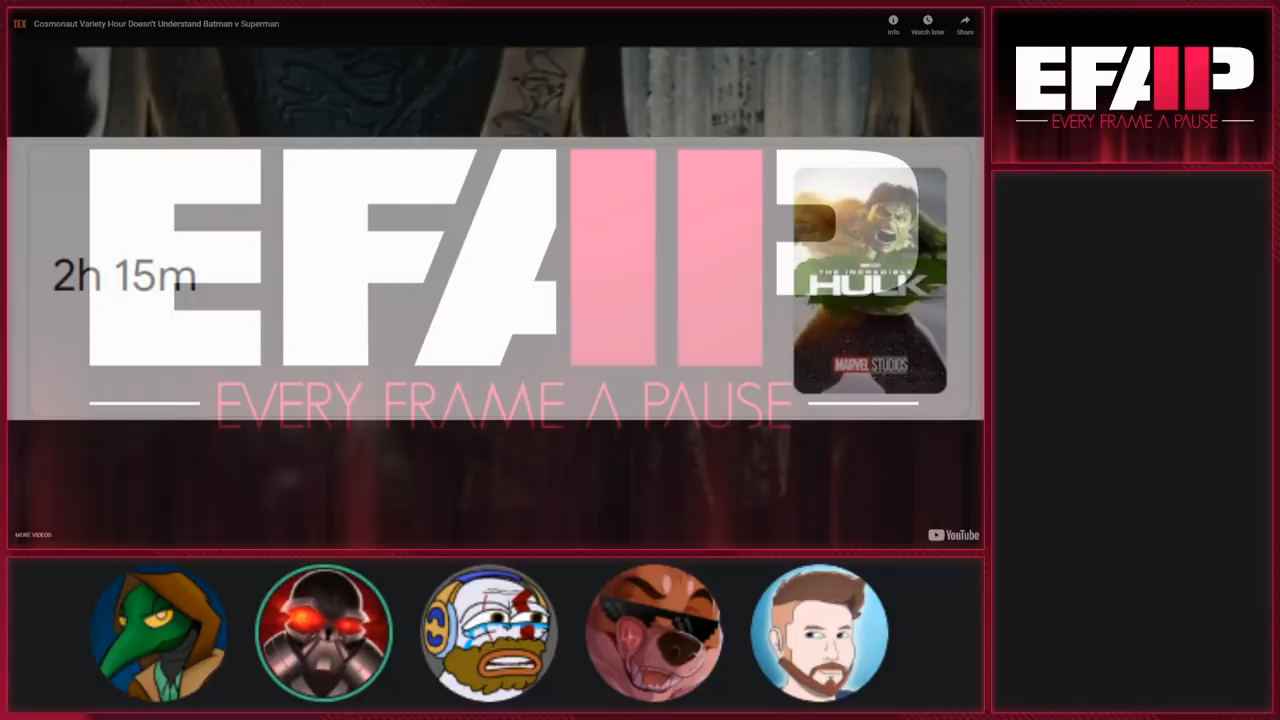 TEX
Cosmonaut Variety Hour Doesn't Understand Batman v Superman
Info
Watch later
Share
EFAP
EVERY FRAME A PAUSE
2h 15m
EFAP
THE INCREDIBLE
HULK
MARVEL STUDIOS
EVERY FRAME A PAUSE
MORE VIDEOS
YouTube